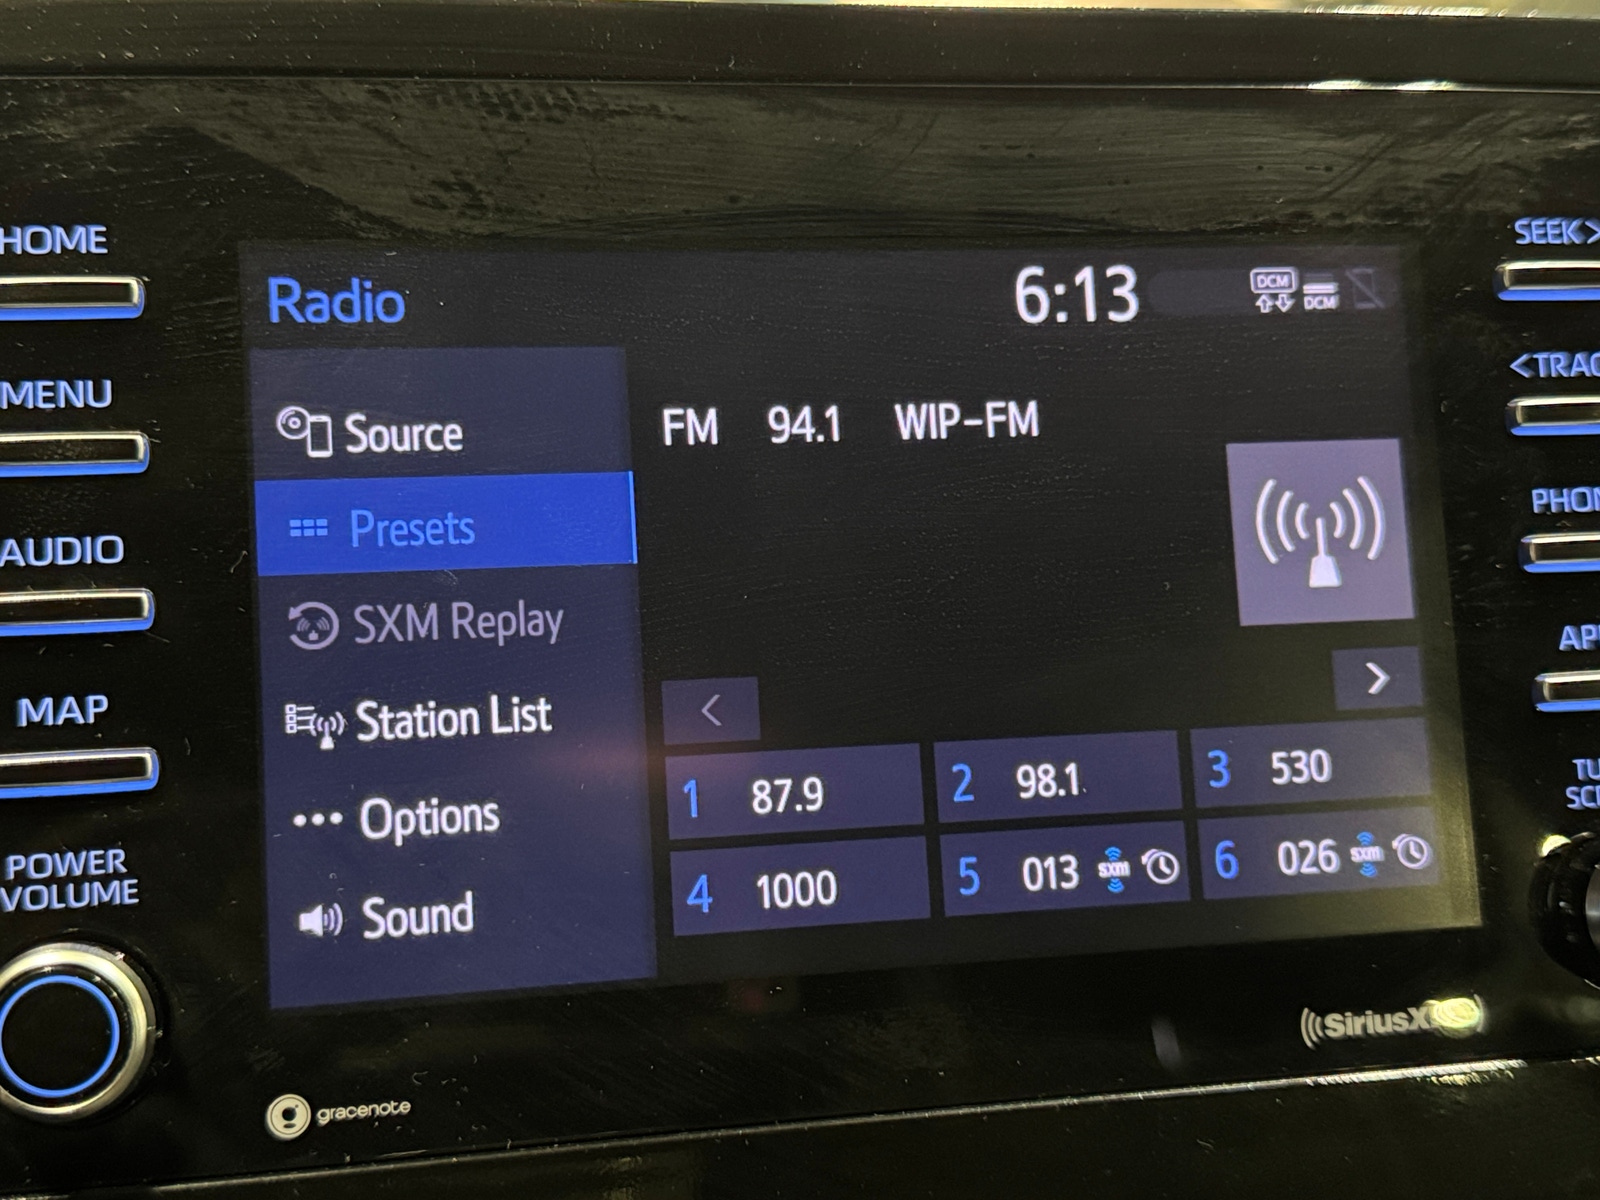 HOME
MENU
AUDIO
MAP
POWER
VOLUME
Radio
6:13
DCM
DCM
Source
Presets
SXM Replay
Station List
Options
Sound
FM 94.1 WIP-FM
<
>
1 87.9
2 98.1
3 530
4 1000
5 013 sxm
6 026 sxm
SEEK>
<TRAC
PHON
AP
TU
SC
gracenote
SiriusX